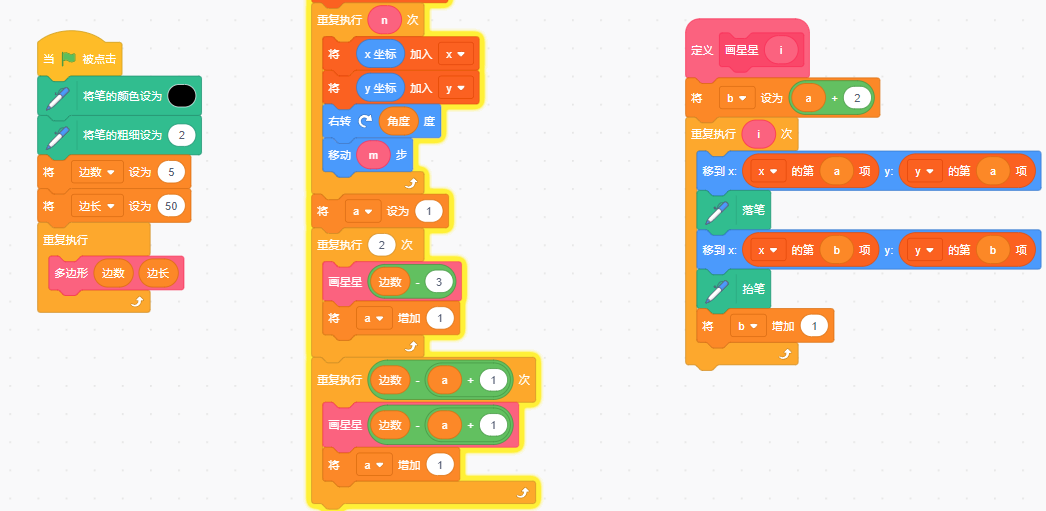 当 被点击
将笔的颜色设为
将笔的粗细设为 2
将 边数 设为 5
将 边长 设为 50
重复执行
多边形 边数 边长
重复执行 n 次
将 x 坐标 加入 x
将 y 坐标 加入 y
右转 角度 度
移动 m 步
将 a 设为 1
重复执行 2 次
画星星 边数 - 3
将 a 增加 1
重复执行 边数 - a + 1 次
画星星 边数 - a + 1
将 a 增加 1
定义 画星星 i
将 b 设为 a + 2
重复执行 i 次
移到 x: x 的第 a 项 y: y 的第 a 项
落笔
移到 x: x 的第 b 项 y: y 的第 b 项
抬笔
将 b 增加 1